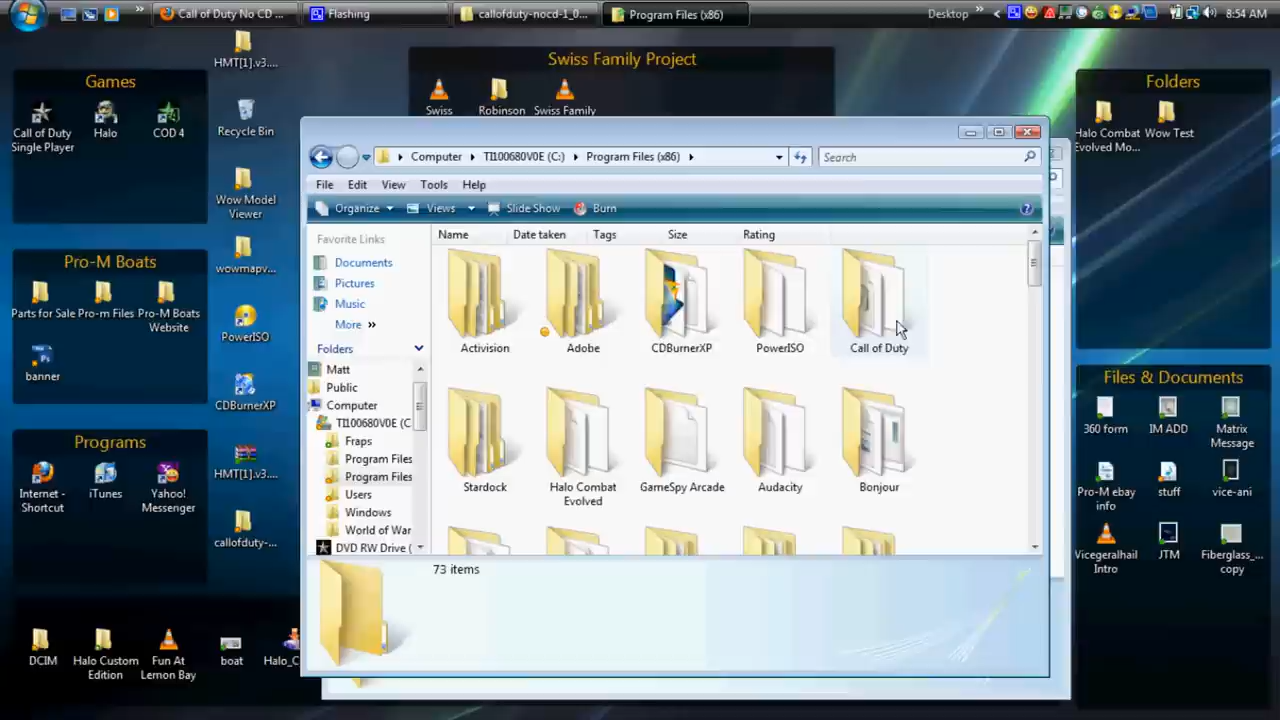 Call of Duty No CD ...
Flashing
callofduty-nocd-1_0...
Program Files (x86)
Desktop
8:54 AM
Games
Call of Duty
Single Player
Halo
COD 4
Pro-M Boats
Parts for Sale
Pro-m Files
Pro-M Boats
Website
banner
Programs
Internet -
Shortcut
iTunes
Yahoo!
Messenger
DCIM
Halo Custom
Edition
Fun At
Lemon Bay
boat
HMT[1].v3....
Recycle Bin
Wow Model
Viewer
wowmapv...
PowerISO
CDBurnerXP
HMT[1].v3....
callofduty-...
Swiss Family Project
Swiss
Robinson
Swiss Family
Computer
TI100680V0E (C:)
Program Files (x86)
Search
File
Edit
View
Tools
Help
Organize
Views
Slide Show
Burn
Favorite Links
Documents
Pictures
Music
More »
Folders
Matt
Public
Computer
TI100680V0E (C
Fraps
Program Files
Program Files
Users
Windows
World of War
DVD RW Drive (
Name
Date taken
Tags
Size
Rating
Activision
Adobe
CDBurnerXP
PowerISO
Call of Duty
Stardock
Halo Combat
Evolved
GameSpy Arcade
Audacity
Bonjour
73 items
Folders
Halo Combat
Evolved Mo...
Wow Test
Files & Documents
360 form
IM ADD
Matrix
Message
Pro-M ebay
info
stuff
vice-ani
Vicegeralhail
Intro
JTM
Fiberglass_...
copy